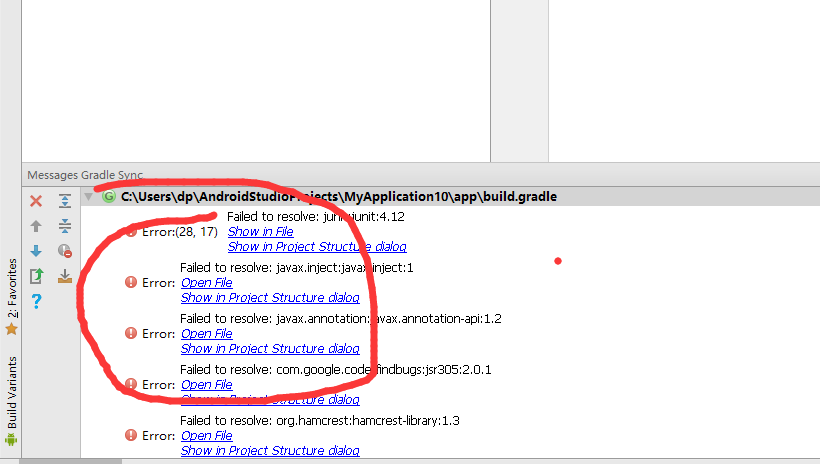 Messages Gradle Sync
C:\Users\dp\AndroidStudioProjects\MyApplication10\app\build.gradle
Failed to resolve: junit:junit:4.12
Error:(28, 17) Show in File
Show in Project Structure dialog
Failed to resolve: javax.inject:javax.inject:1
Error: Open File
Show in Project Structure dialog
Failed to resolve: javax.annotation:javax.annotation-api:1.2
Error: Open File
Show in Project Structure dialog
Failed to resolve: com.google.code.findbugs:jsr305:2.0.1
Error: Open File
Show in Project Structure dialog
Failed to resolve: org.hamcrest:hamcrest-library:1.3
Error: Open File
Show in Project Structure dialog
2: Favorites
Build Variants